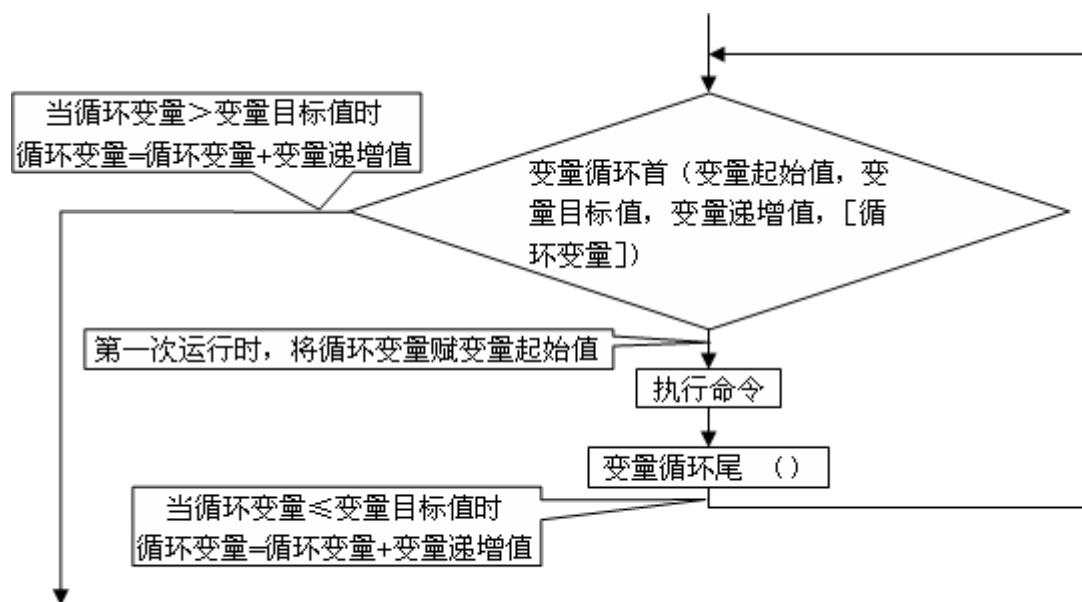 当循环变量＞变量目标值时
循环变量=循环变量+变量递增值
变量循环首（变量起始值，变
量目标值，变量递增值，[循
环变量]）
第一次运行时，将循环变量赋变量起始值
执行命令
变量循环尾 （）
当循环变量≤变量目标值时
循环变量=循环变量+变量递增值